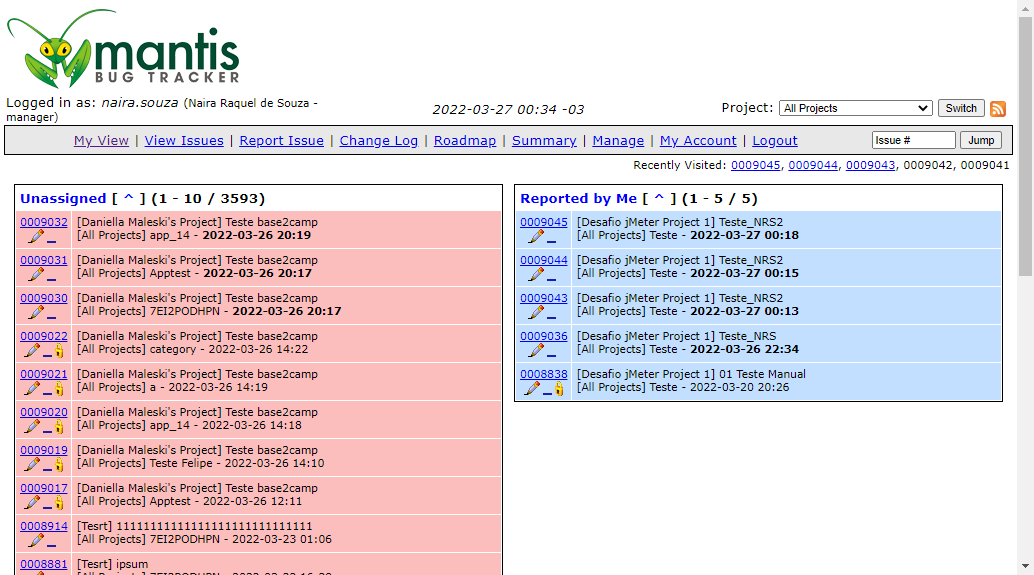 mantis
BUG TRACKER
Logged in as: naira.souza (Naira Raquel de Souza - manager)
2022-03-27 00:34 -03
Project: All Projects Switch
My View | View Issues | Report Issue | Change Log | Roadmap | Summary | Manage | My Account | Logout
Issue # Jump
Recently Visited: 0009045, 0009044, 0009043, 0009042, 0009041
Unassigned [ ^ ] (1 - 10 / 3593)
0009032 [Daniella Maleski's Project] Teste base2camp
[All Projects] app_14 - 2022-03-26 20:19
0009031 [Daniella Maleski's Project] Teste base2camp
[All Projects] Apptest - 2022-03-26 20:17
0009030 [Daniella Maleski's Project] Teste base2camp
[All Projects] 7EI2PODHPN - 2022-03-26 20:17
0009022 [Daniella Maleski's Project] Teste base2camp
[All Projects] category - 2022-03-26 14:22
0009021 [Daniella Maleski's Project] Teste base2camp
[All Projects] a - 2022-03-26 14:19
0009020 [Daniella Maleski's Project] Teste base2camp
[All Projects] app_14 - 2022-03-26 14:18
0009019 [Daniella Maleski's Project] Teste base2camp
[All Projects] Teste Felipe - 2022-03-26 14:10
0009017 [Daniella Maleski's Project] Teste base2camp
[All Projects] Apptest - 2022-03-26 12:11
0008914 [Tesrt] 1111111111111111111111111111111
[All Projects] 7EI2PODHPN - 2022-03-23 01:06
0008881 [Tesrt] ipsum
Reported by Me [ ^ ] (1 - 5 / 5)
0009045 [Desafio jMeter Project 1] Teste_NRS2
[All Projects] Teste - 2022-03-27 00:18
0009044 [Desafio jMeter Project 1] Teste_NRS2
[All Projects] Teste - 2022-03-27 00:15
0009043 [Desafio jMeter Project 1] Teste_NRS2
[All Projects] Teste - 2022-03-27 00:13
0009036 [Desafio jMeter Project 1] Teste_NRS
[All Projects] Teste - 2022-03-26 22:34
0008838 [Desafio jMeter Project 1] 01 Teste Manual
[All Projects] Teste - 2022-03-20 20:26